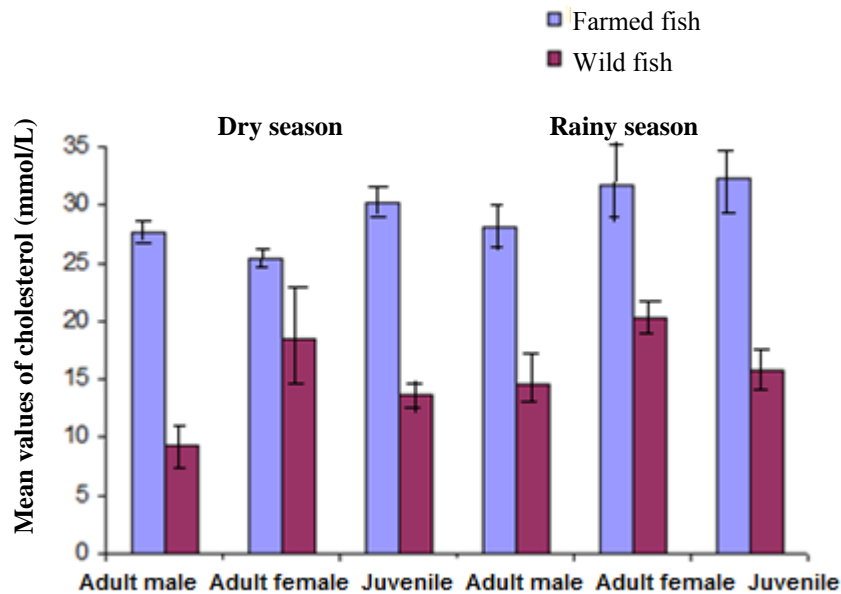 Farmed fish
Wild fish
Dry season
Rainy season
Mean values of cholesterol (mmol/L)
35
30
25
20
15
10
5
0
Adult male Adult female Juvenile Adult male Adult female Juvenile